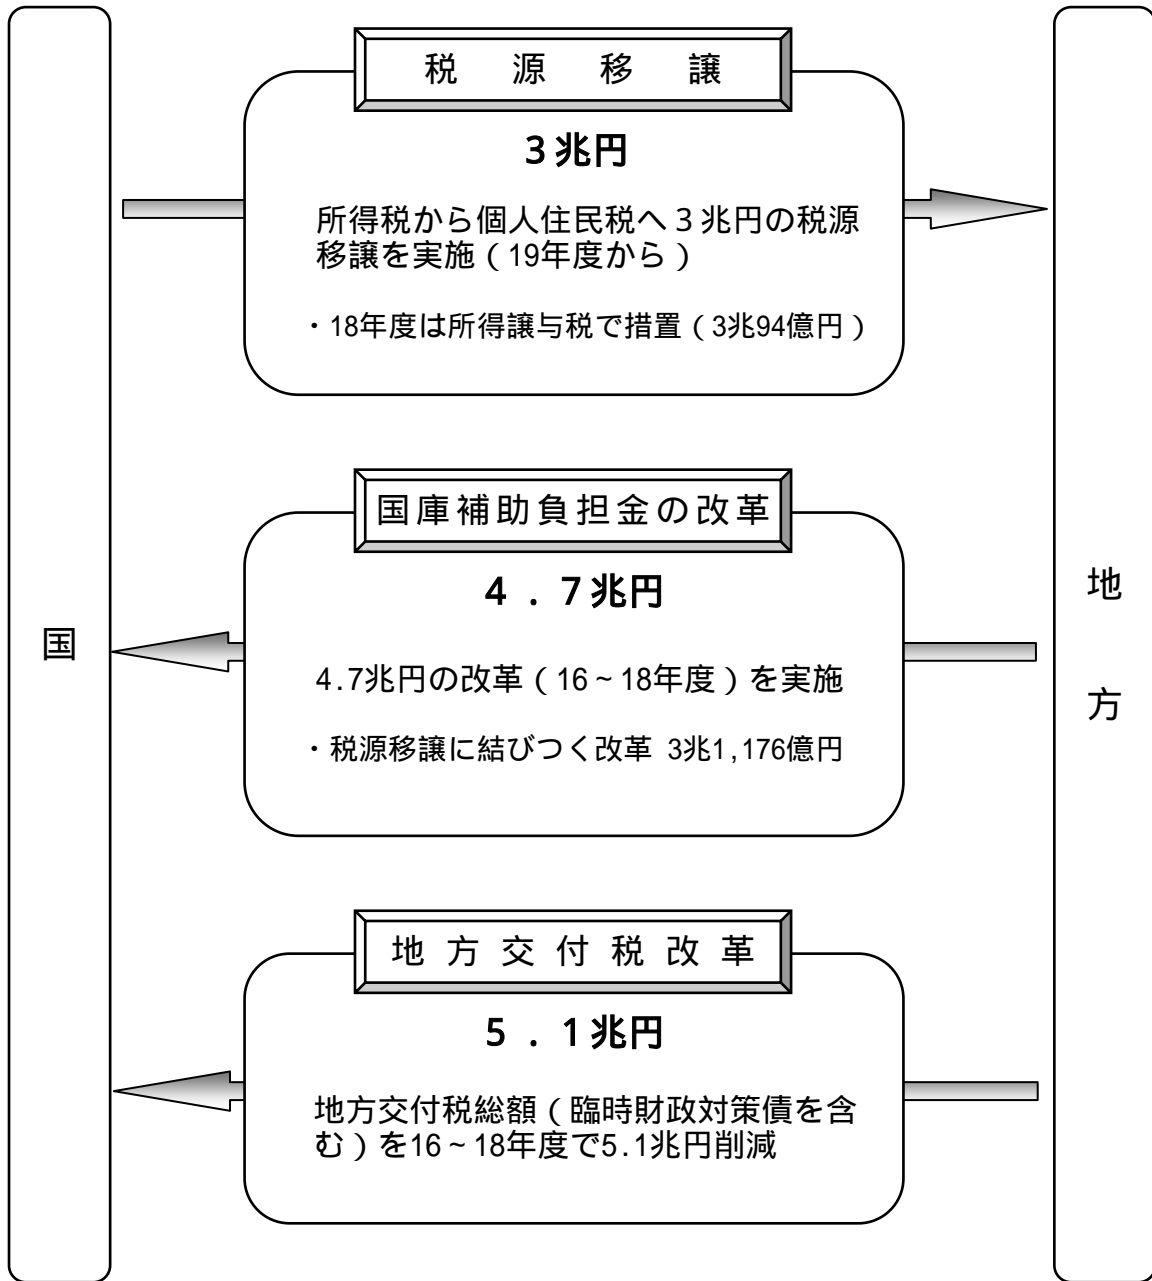 国
税源移譲
3兆円
所得税から個人住民税へ3兆円の税源
移譲を実施(19年度から)
・18年度は所得譲与税で措置(3兆94億円)
国庫補助負担金の改革
4.7兆円
4.7兆円の改革(16~18年度)を実施
・税源移譲に結びつく改革 3兆1,176億円
地方交付税改革
5.1兆円
地方交付税総額(臨時財政対策債を含
む)を16~18年度で5.1兆円削減
地方